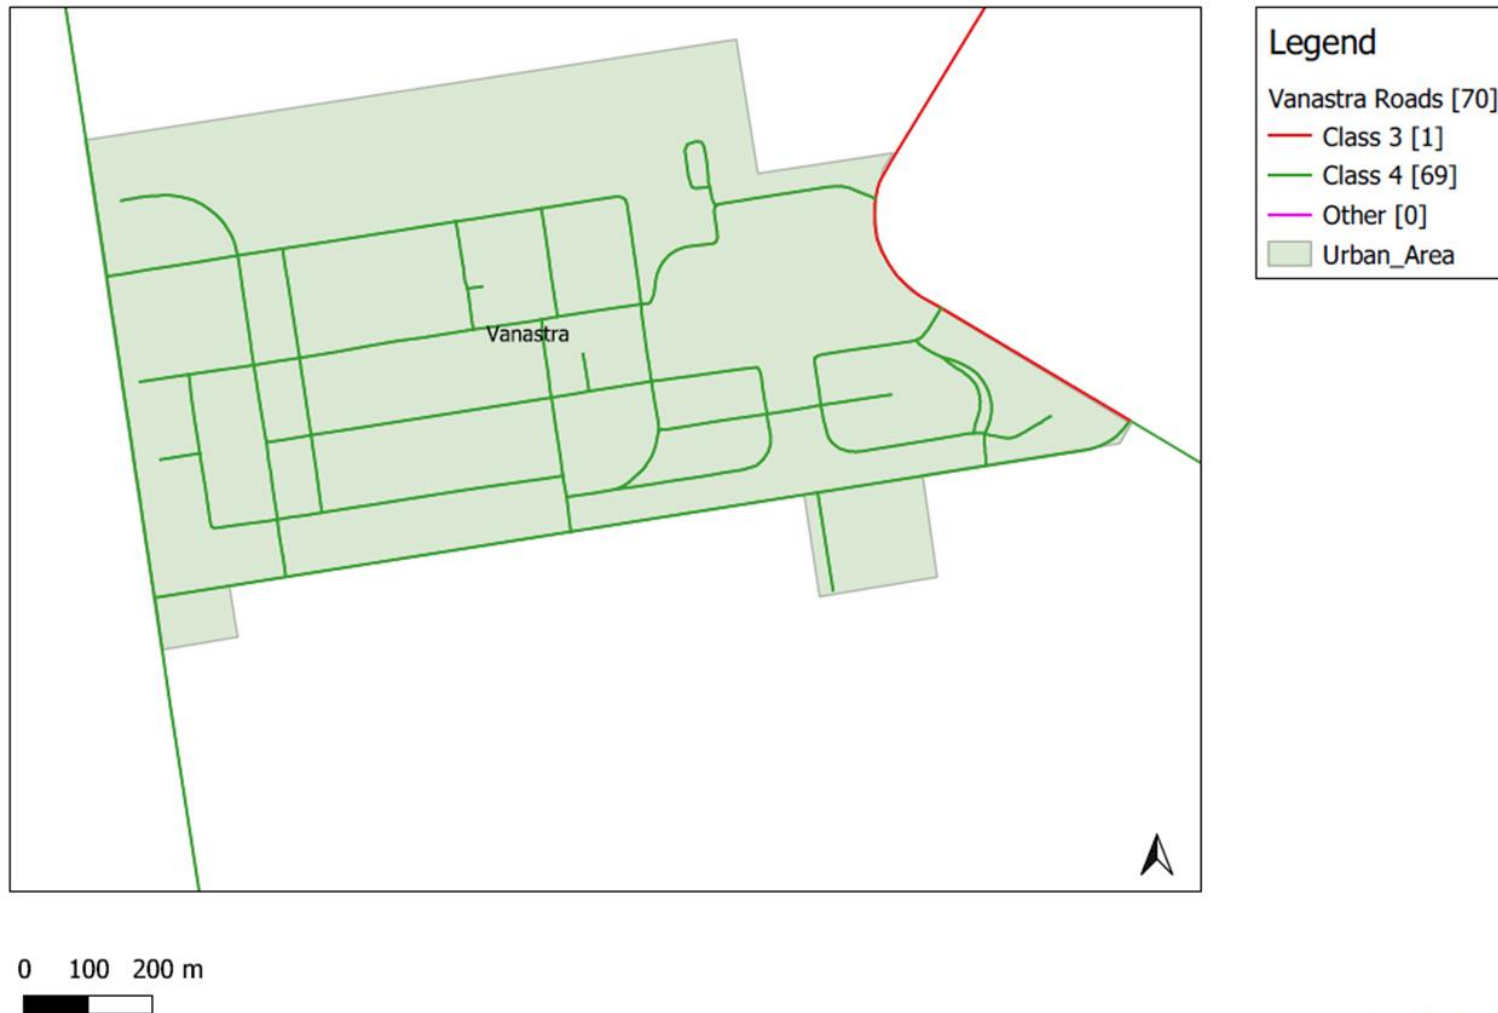 Legend
Vanastra Roads [70]
Class 3 [1]
Class 4 [69]
Other [0]
Urban_Area
Vanastra
0 100 200 m